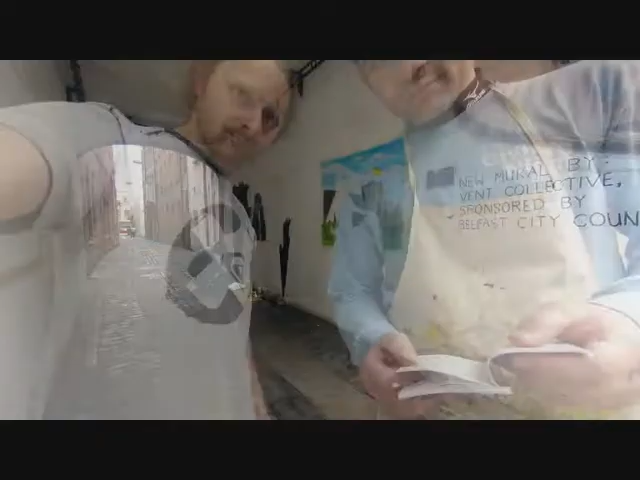 NEW MURAL BY:
VENT COLLECTIVE,
SPONSORED BY
BELFAST CITY COUN